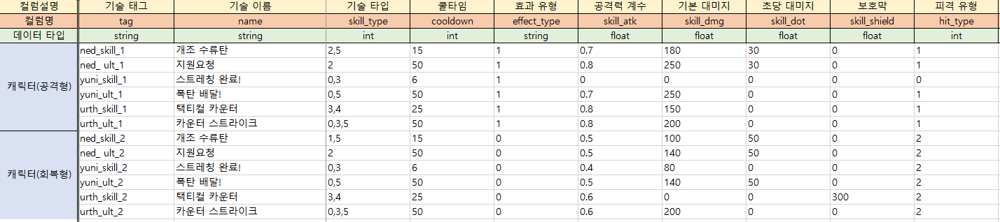 컬럼설명 기술 태그 기술 이름 기술 타입 쿨타임 효과 유형 공격력 계수 기본 대미지 초당 대미지 보호막 피격 유형
컬럼명 tag name skill_type cooldown effect_type skill_atk skill_dmg skill_dot skill_shield hit_type
데이터 타입 string string int int string float float float float int
캐릭터(공격형)
ned_skill_1 개조 수류탄 2,5 15 1 0.7 180 30 0 1
ned_ ult_1 지원요청 2 50 1 0.8 250 30 0 1
yuni_skill_1 스트레칭 완료! 0,3 6 1 0 0 0 0 0
yuni_ult_1 폭탄 배달! 0,5 50 1 0.7 250 0 0 1
urth_skill_1 택티컬 카운터 3,4 25 1 0.8 150 0 0 1
urth_ult_1 카운터 스트라이크 0,3,5 50 1 0.8 200 0 0 1
캐릭터(회복형)
ned_skill_2 개조 수류탄 1,5 15 0 0.5 100 50 0 2
ned_ ult_2 지원요청 2 50 0 0.5 140 50 0 2
yuni_skill_2 스트레칭 완료! 0,3 6 0 0.4 80 0 0 2
yuni_ult_2 폭탄 배달! 0,5 50 0 0.5 140 50 0 2
urth_skill_2 택티컬 카운터 3,4 25 0 0.6 0 0 300 2
urth_ult_2 카운터 스트라이크 0,3,5 50 0 0.6 200 0 0 2